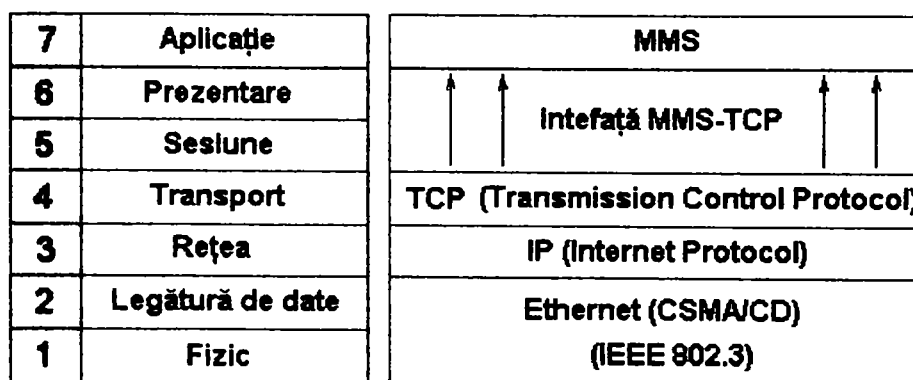 7 Aplicație
6 Prezentare
5 Sesiune
4 Transport
3 Rețea
2 Legătură de date
1 Fizic
MMS
Intefață MMS-TCP
TCP (Transmission Control Protocol)
IP (Internet Protocol)
Ethernet (CSMA/CD)
(IEEE 802.3)